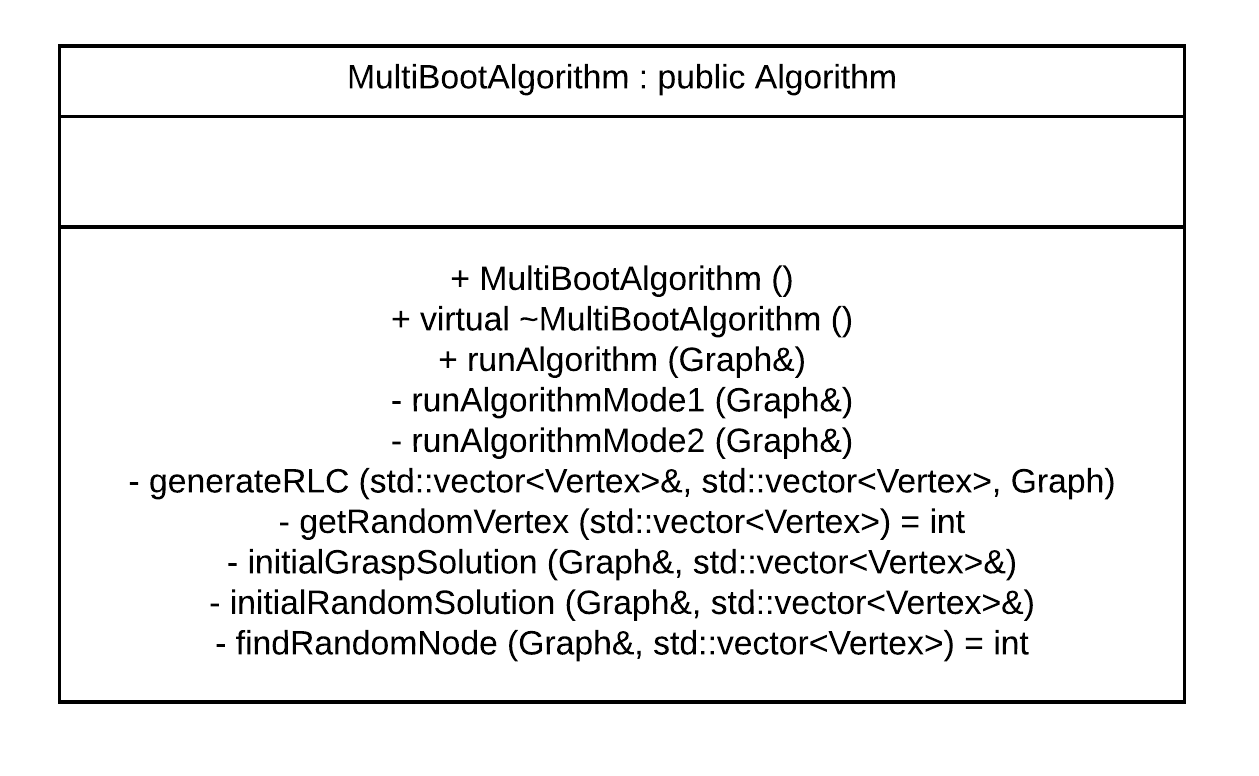 MultiBootAlgorithm : public Algorithm
+ MultiBootAlgorithm ()
+ virtual ~MultiBootAlgorithm ()
+ runAlgorithm (Graph&)
- runAlgorithmMode1 (Graph&)
- runAlgorithmMode2 (Graph&)
- generateRLC (std::vector<Vertex>&, std::vector<Vertex>, Graph)
- getRandomVertex (std::vector<Vertex>) = int
- initialGraspSolution (Graph&, std::vector<Vertex>&)
- initialRandomSolution (Graph&, std::vector<Vertex>&)
- findRandomNode (Graph&, std::vector<Vertex>) = int